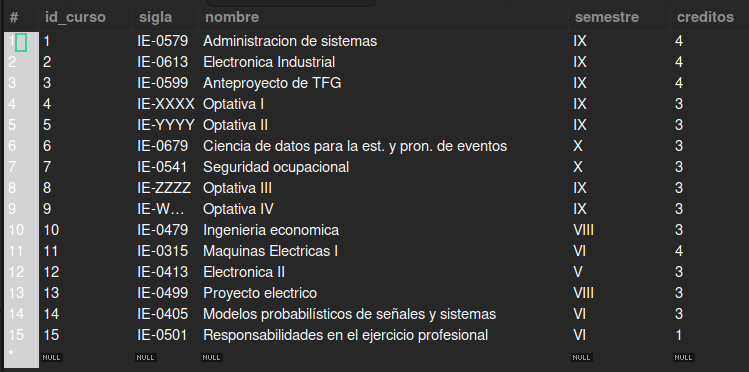 # id_curso sigla nombre semestre creditos
1 1 IE-0579 Administracion de sistemas IX 4
2 2 IE-0613 Electronica Industrial IX 4
3 3 IE-0599 Anteproyecto de TFG IX 4
4 4 IE-XXXX Optativa I IX 3
5 5 IE-YYYY Optativa II IX 3
6 6 IE-0679 Ciencia de datos para la est. y pron. de eventos X 3
7 7 IE-0541 Seguridad ocupacional X 3
8 8 IE-ZZZZ Optativa III IX 3
9 9 IE-W... Optativa IV IX 3
10 10 IE-0479 Ingenieria economica VIII 3
11 11 IE-0315 Maquinas Electricas I VI 4
12 12 IE-0413 Electronica II V 3
13 13 IE-0499 Proyecto electrico VIII 3
14 14 IE-0405 Modelos probabilísticos de señales y sistemas VI 3
15 15 IE-0501 Responsabilidades en el ejercicio profesional VI 1
* NULL NULL NULL NULL NULL